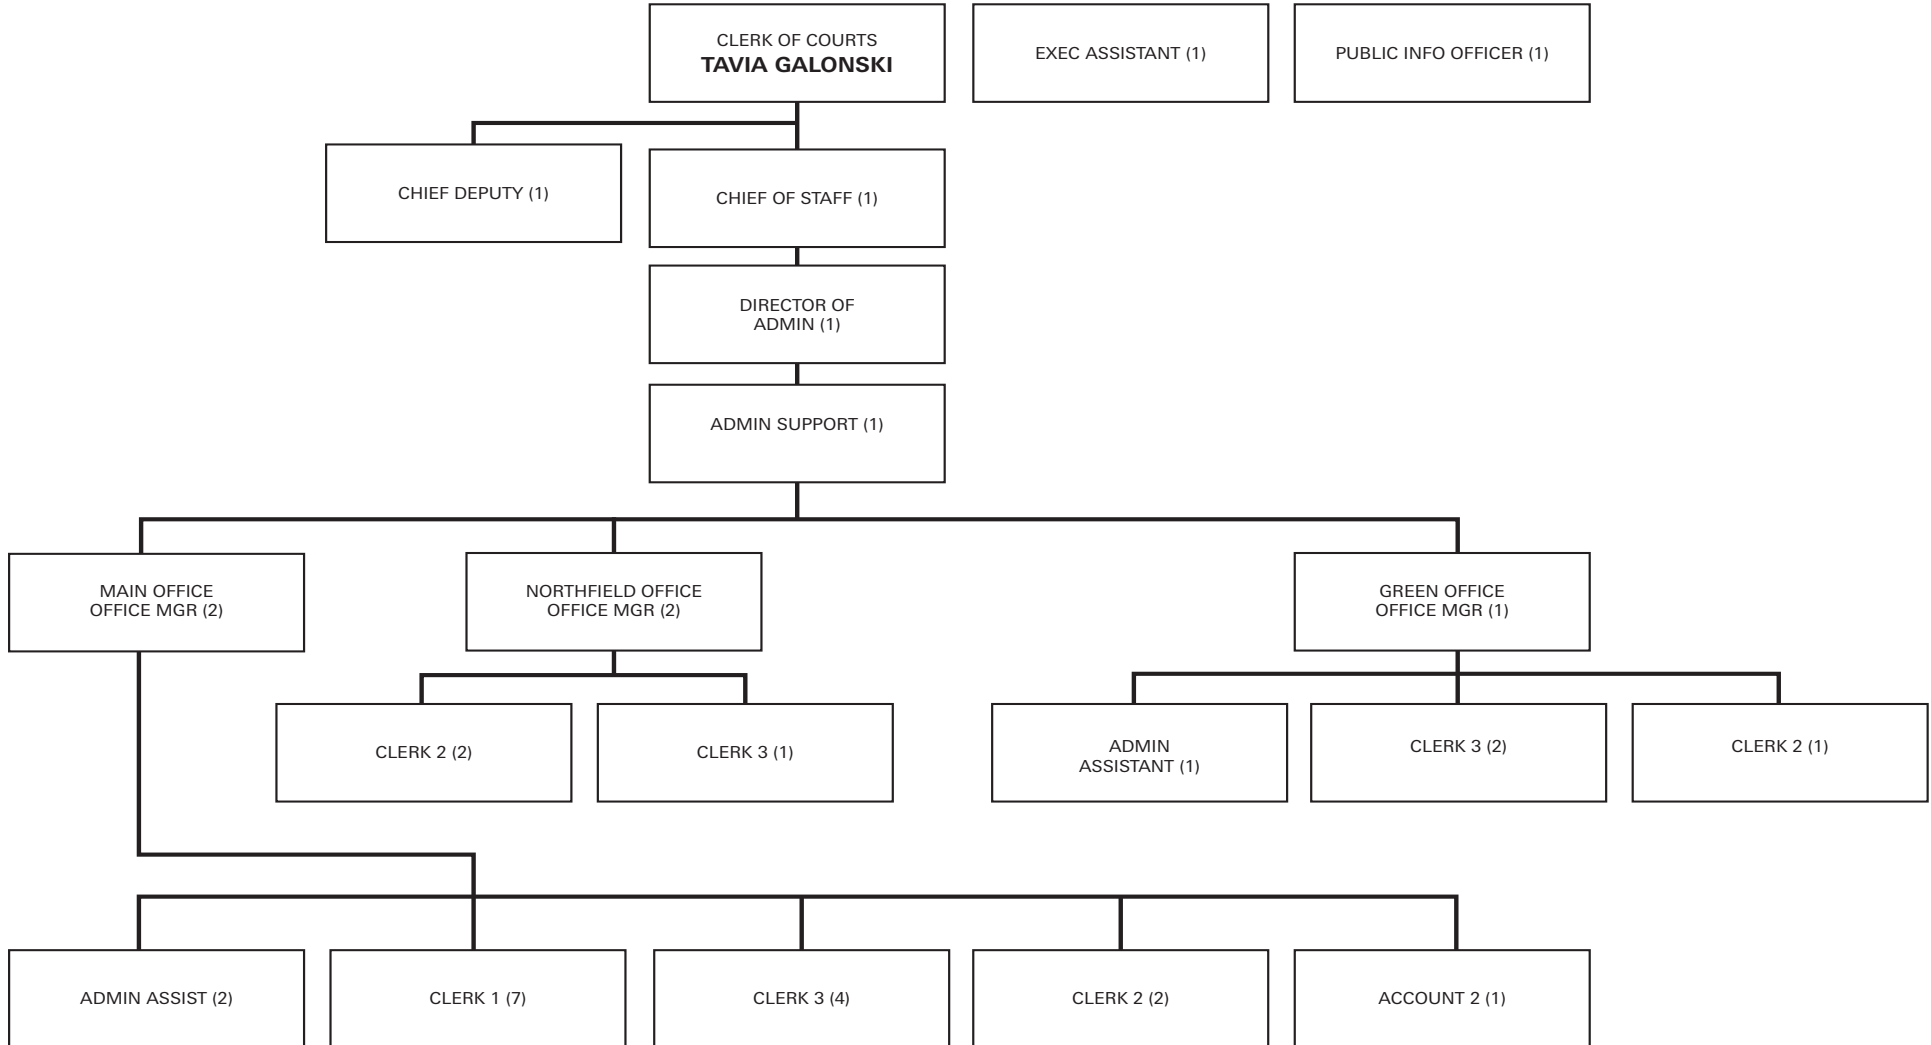 CLERK OF COURTS
TAVIA GALONSKI
EXEC ASSISTANT (1)
PUBLIC INFO OFFICER (1)
CHIEF DEPUTY (1)
CHIEF OF STAFF (1)
DIRECTOR OF
ADMIN (1)
ADMIN SUPPORT (1)
MAIN OFFICE
OFFICE MGR (2)
NORTHFIELD OFFICE
OFFICE MGR (2)
GREEN OFFICE
OFFICE MGR (1)
CLERK 2 (2)
CLERK 3 (1)
ADMIN
ASSISTANT (1)
CLERK 3 (2)
CLERK 2 (1)
ADMIN ASSIST (2)
CLERK 1 (7)
CLERK 3 (4)
CLERK 2 (2)
ACCOUNT 2 (1)